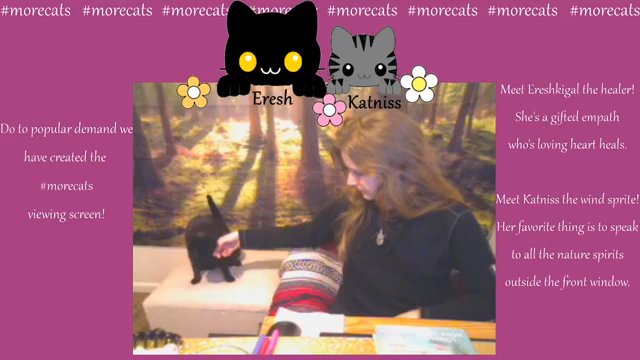 #morecats #morecats #morecats #morecats #morecats #morecats #morecats #morecats
Eresh
Katniss
Do to popular demand we
have created the
#morecats
viewing screen!
Meet Ereshkigal the healer!
She's a gifted empath
who's loving heart heals.
Meet Katniss the wind sprite!
Her favorite thing is to speak
to all the nature spirits
outside the front window.